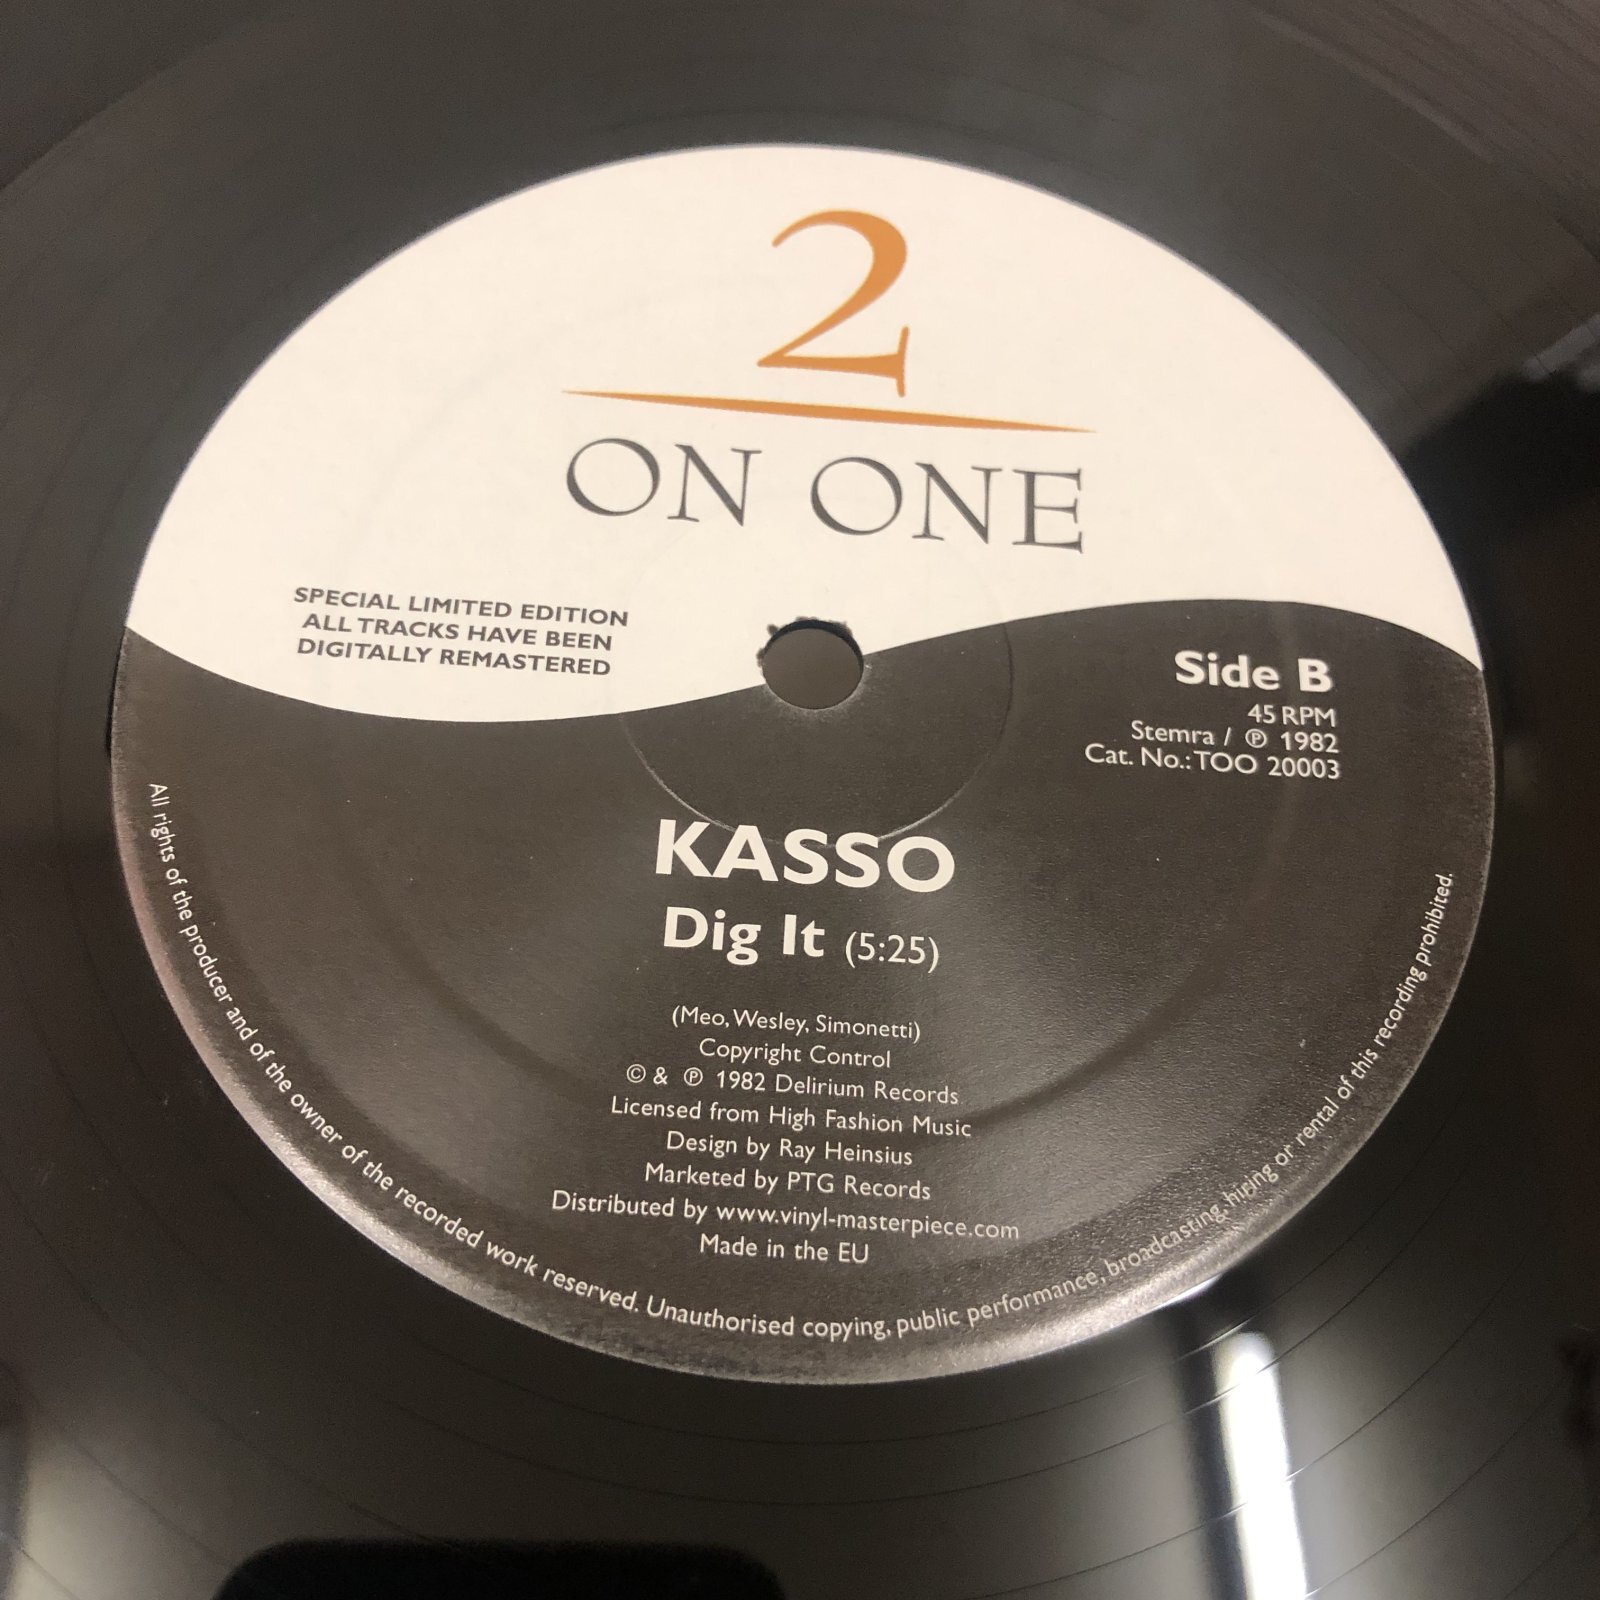 2
ON ONE
SPECIAL LIMITED EDITION
ALL TRACKS HAVE BEEN
DIGITALLY REMASTERED
Side B
45 RPM
Stemra / ℗ 1982
Cat. No.: TOO 20003
KASSO
Dig It (5:25)
(Meo, Wesley, Simonetti)
Copyright Control
© & ℗ 1982 Delirium Records
Licensed from High Fashion Music
Design by Ray Heinsius
Marketed by PTG Records
Distributed by www.vinyl-masterpiece.com
Made in the EU
All rights of the producer and of the owner of the recorded work reserved. Unauthorised copying, public performance, broadcasting, hiring or rental of this recording prohibited.